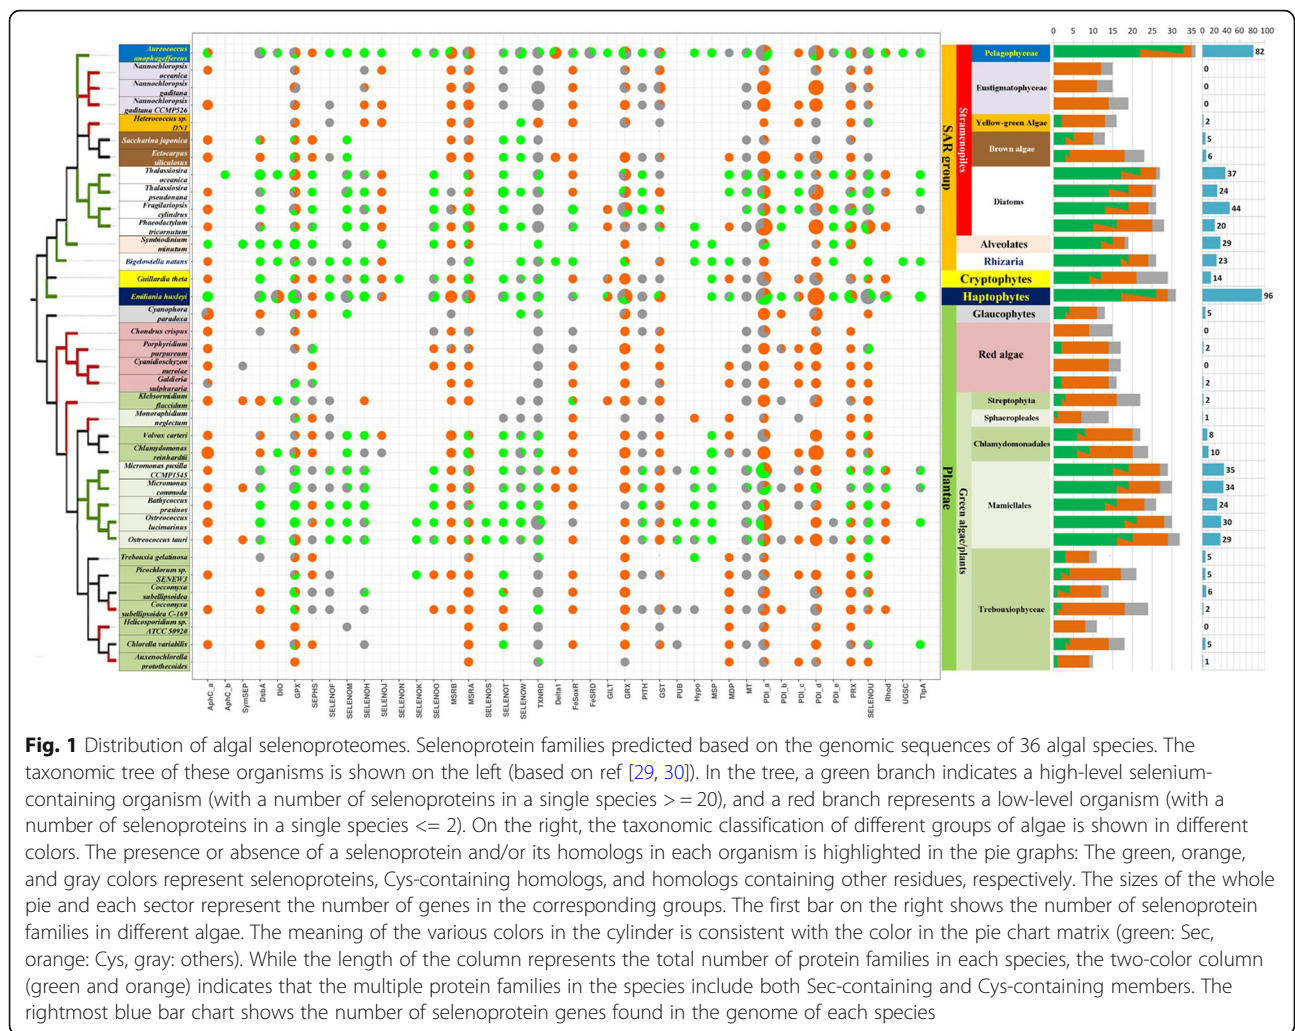 0 5 10 15 20 25 30 35 0 20 40 60 80 100
Aureococcus
anophagefferens
Pelagophyceae
82
Nannochloropsis
oceanica
0
Nannochloropsis
gaditana
Eustigmatophyceae
0
Nannochloropsis
gaditana CCMP526
0
Heterococcus sp.
DN1
Yellow-green Algae
2
Saccharina japonica
5
Brown algae
Ectocarpus
siliculosus
6
Thalassiosira
oceanica
37
Thalassiosira
pseudonana
24
Diatoms
Fragilariopsis
cylindrus
44
Phaeodactylum
tricornutum
20
Symbiodinium
minutum
Alveolates
29
Bigelowiella natans
Rhizaria
23
Guillardia theta
Cryptophytes
14
Emiliania huxleyi
Haptophytes
96
Cyanophora
paradoxa
Glaucophytes
5
Chondrus crispus
0
Porphyridium
purpureum
Red algae
2
Cyanidioschyzon
merolae
0
Galdieria
sulphuraria
2
Klebsormidium
flaccidum
Streptophyta
2
Monoraphidium
neglectum
Sphaeropleales
1
Volvox carteri
8
Chlamydomonadales
Chlamydomonas
reinhardtii
10
Micromonas pusilla
CCMP1545
35
Micromonas
commoda
34
Bathycoccus
prasinos
Mamiellales
24
Ostreococcus
lucimarinus
30
Ostreococcus tauri
29
Trebouxia gelatinosa
5
Picochlorum sp.
SENEW3
5
Coccomyxa
subellipsoidea
6
Coccomyxa
subellipsoidea C-169
Trebouxiophyceae
2
Helicosporidium sp.
ATCC 50920
0
Chlorella variabilis
5
Auxenochlorella
protothecoides
1
SAR group
Stramenopiles
Plantae
Green algae/plants
AphC_a
AphC_b
SymSEP
DsbA
DIO
GPX
SEPHS
SELENOF
SELENOM
SELENOH
SELENOJ
SELENON
SELENOK
SELENOO
MSRB
MSRA
SELENOS
SELENOT
SELENOW
TXNRD
Delta1
FeSoxR
FeSRD
GILT
GRX
PITH
GST
PUB
Hypo
MSP
MDP
MT
PDI_a
PDI_b
PDI_c
PDI_d
PDI_e
PRX
SELENOU
Rhod
UGSC
TlpA
Fig. 1 Distribution of algal selenoproteomes. Selenoprotein families predicted based on the genomic sequences of 36 algal species. The
taxonomic tree of these organisms is shown on the left (based on ref [29, 30]). In the tree, a green branch indicates a high-level selenium-
containing organism (with a number of selenoproteins in a single species > = 20), and a red branch represents a low-level organism (with a
number of selenoproteins in a single species <= 2). On the right, the taxonomic classification of different groups of algae is shown in different
colors. The presence or absence of a selenoprotein and/or its homologs in each organism is highlighted in the pie graphs: The green, orange,
and gray colors represent selenoproteins, Cys-containing homologs, and homologs containing other residues, respectively. The sizes of the whole
pie and each sector represent the number of genes in the corresponding groups. The first bar on the right shows the number of selenoprotein
families in different algae. The meaning of the various colors in the cylinder is consistent with the color in the pie chart matrix (green: Sec,
orange: Cys, gray: others). While the length of the column represents the total number of protein families in each species, the two-color column
(green and orange) indicates that the multiple protein families in the species include both Sec-containing and Cys-containing members. The
rightmost blue bar chart shows the number of selenoprotein genes found in the genome of each species